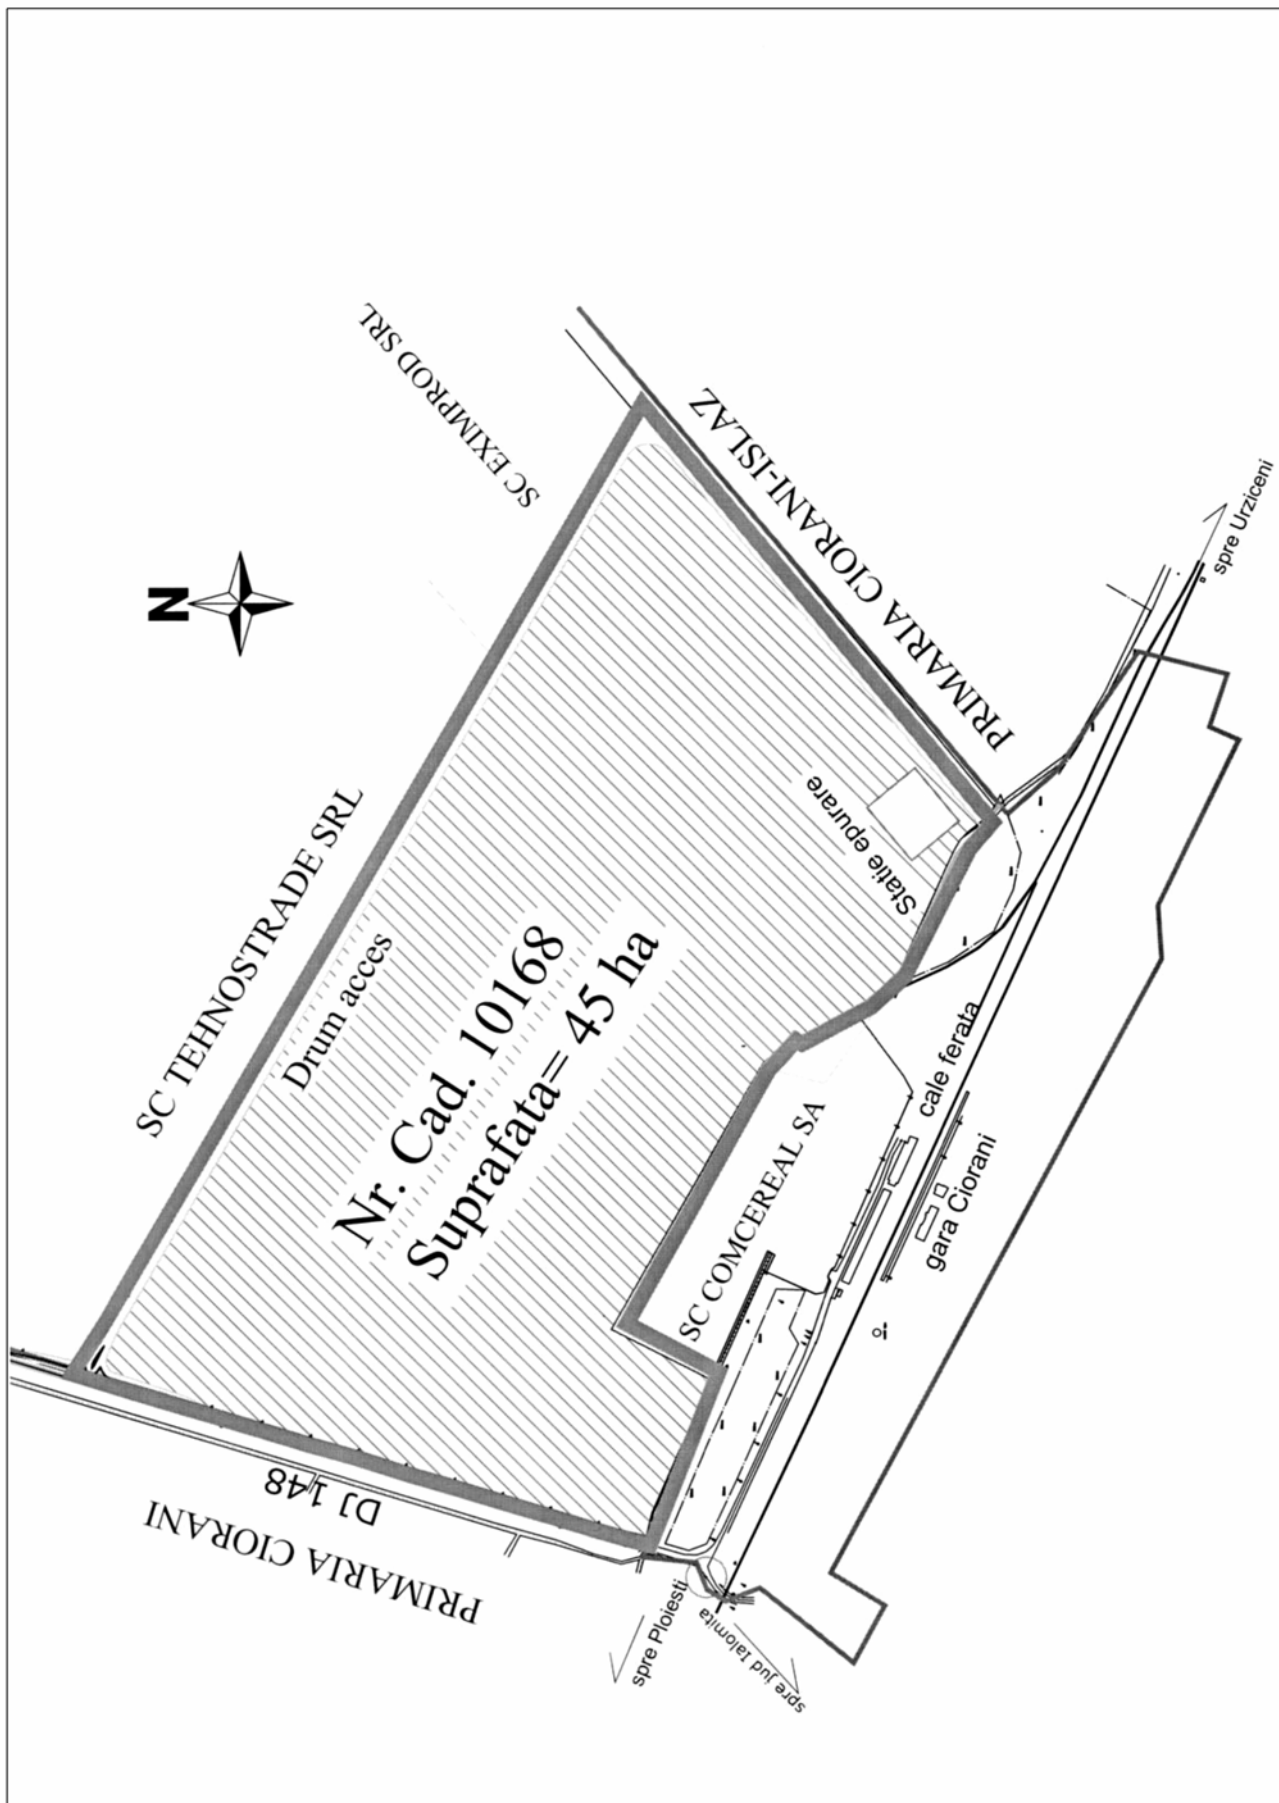 N
SC EXIMPROD SRL
SC TEHNOSTRADE SRL
PRIMARIA CIORANI-ISLAZ
Drum acces
Nr. Cad. 10168
Suprafata= 45 ha
Statie epurare
SC COMCEREAL SA
cale ferata
gara Ciorani
spre Urziceni
DJ 148
PRIMARIA CIORANI
spre Ploiesti
spre jud Ialomita